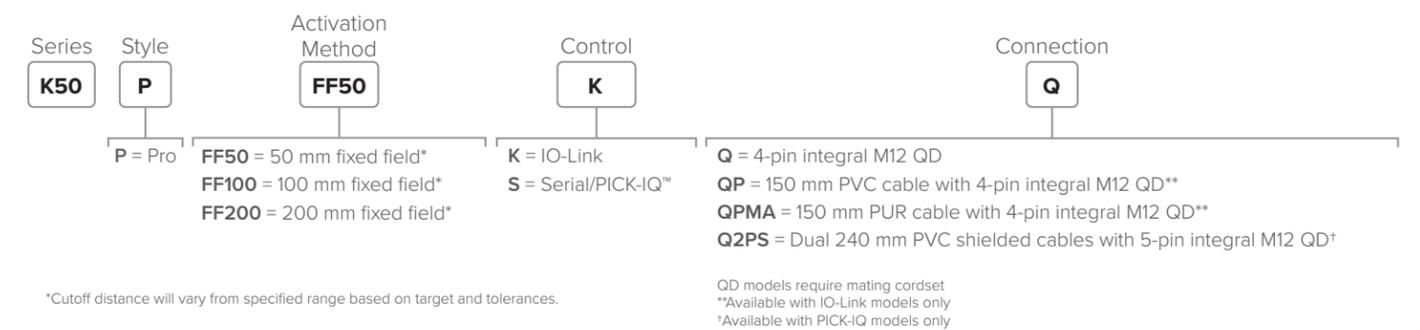 Series
Style
Activation
Method
Control
Connection
K50
P
FF50
K
Q
P = Pro
FF50 = 50 mm fixed field*
FF100 = 100 mm fixed field*
FF200 = 200 mm fixed field*
K = IO-Link
S = Serial/PICK-IQ™
Q = 4-pin integral M12 QD
QP = 150 mm PVC cable with 4-pin integral M12 QD**
QPMA = 150 mm PUR cable with 4-pin integral M12 QD**
Q2PS = Dual 240 mm PVC shielded cables with 5-pin integral M12 QD†
*Cutoff distance will vary from specified range based on target and tolerances.
QD models require mating cordset
**Available with IO-Link models only
†Available with PICK-IQ models only